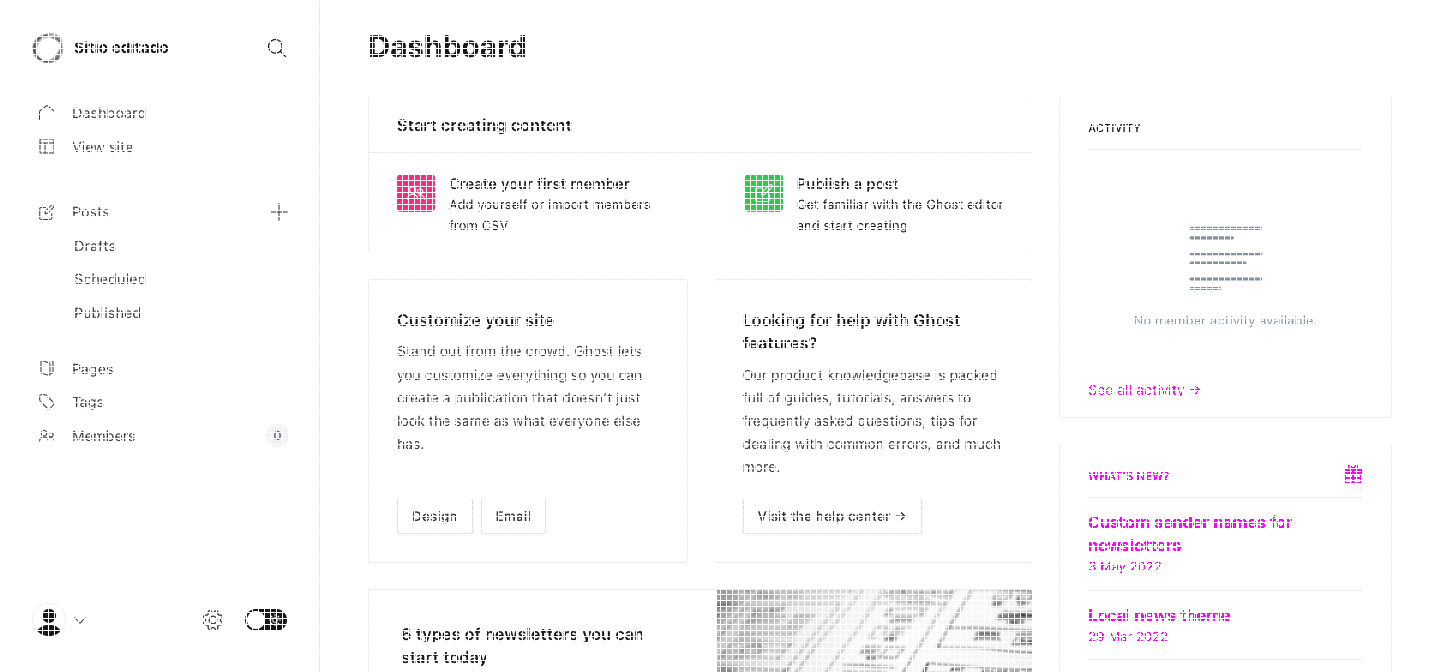 Sitio editado
Dashboard
View site
Posts
Drafts
Scheduled
Published
Pages
Tags
Members
0
Dashboard
Start creating content
Create your first member
Add yourself or import members
from CSV
Publish a post
Get familiar with the Ghost editor
and start creating
Customize your site
Stand out from the crowd. Ghost lets
you customize everything so you can
create a publication that doesn't just
look the same as what everyone else
has.
Design
Email
Looking for help with Ghost
features?
Our product knowledgebase is packed
full of guides, tutorials, answers to
frequently asked questions, tips for
dealing with common errors, and much
more.
Visit the help center →
6 types of newsletters you can
start today
ACTIVITY
No member activity available.
See all activity →
WHAT'S NEW?
Custom sender names for
newsletters
3 May 2022
Local news theme
29 Mar 2022